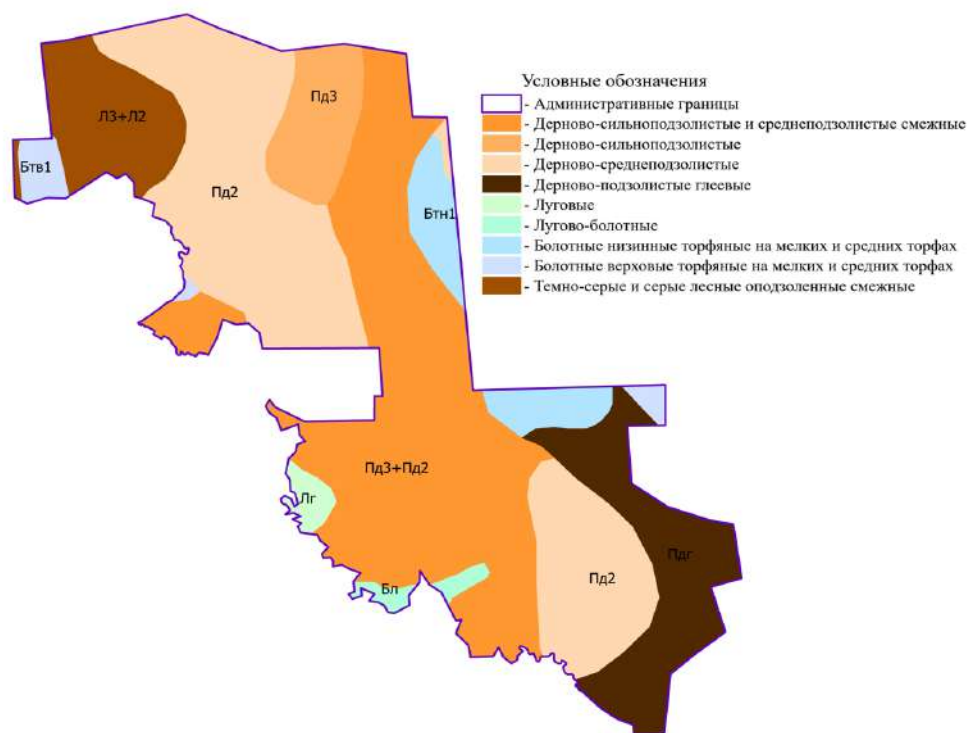 Условные обозначения
- Административные границы
- Дерново-сильноподзолистые и среднеподзолистые смежные
- Дерново-сильноподзолистые
- Дерново-среднеподзолистые
- Дерново-подзолистые глеевые
- Луговые
- Лугово-болотные
- Болотные низинные торфяные на мелких и средних торфах
- Болотные верховые торфяные на мелких и средних торфах
- Темно-серые и серые лесные оподзоленные смежные
Пд3
Л3+Л2
Бтв1
Пд2
Бтн1
Пд3+Пд2
Лг
Пдг
Пд2
Бл